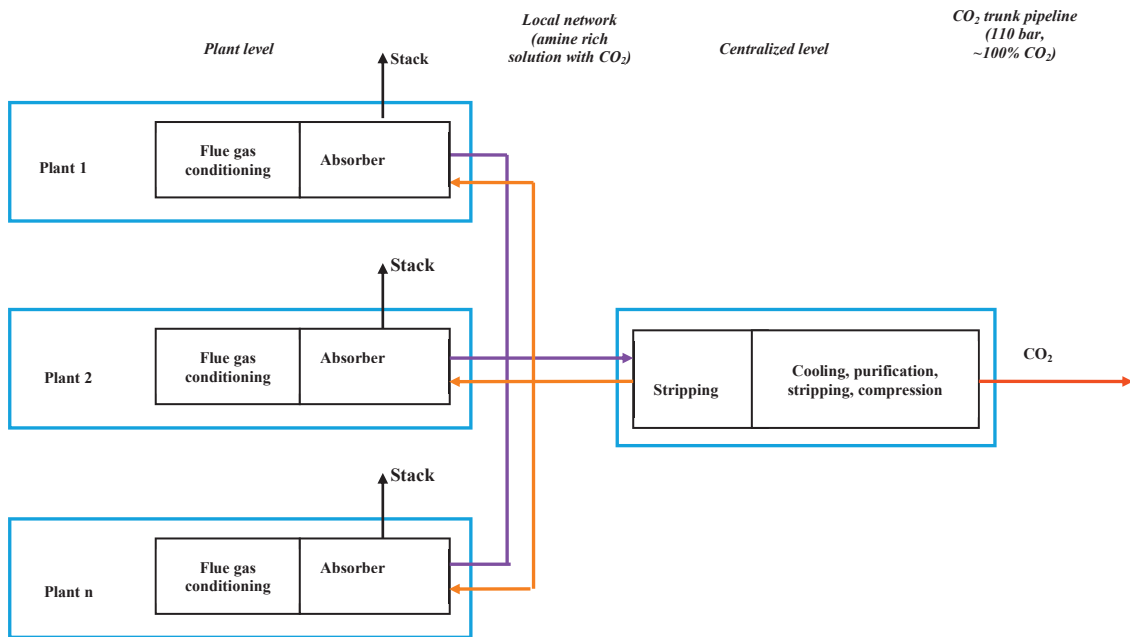 Plant level
Local network
(amine rich
solution with CO₂)
Centralized level
CO₂ trunk pipeline
(110 bar,
~100% CO₂)
Stack
Plant 1
Flue gas
conditioning
Absorber
Stack
Plant 2
Flue gas
conditioning
Absorber
Stripping
Cooling, purification,
stripping, compression
CO₂
Stack
Plant n
Flue gas
conditioning
Absorber